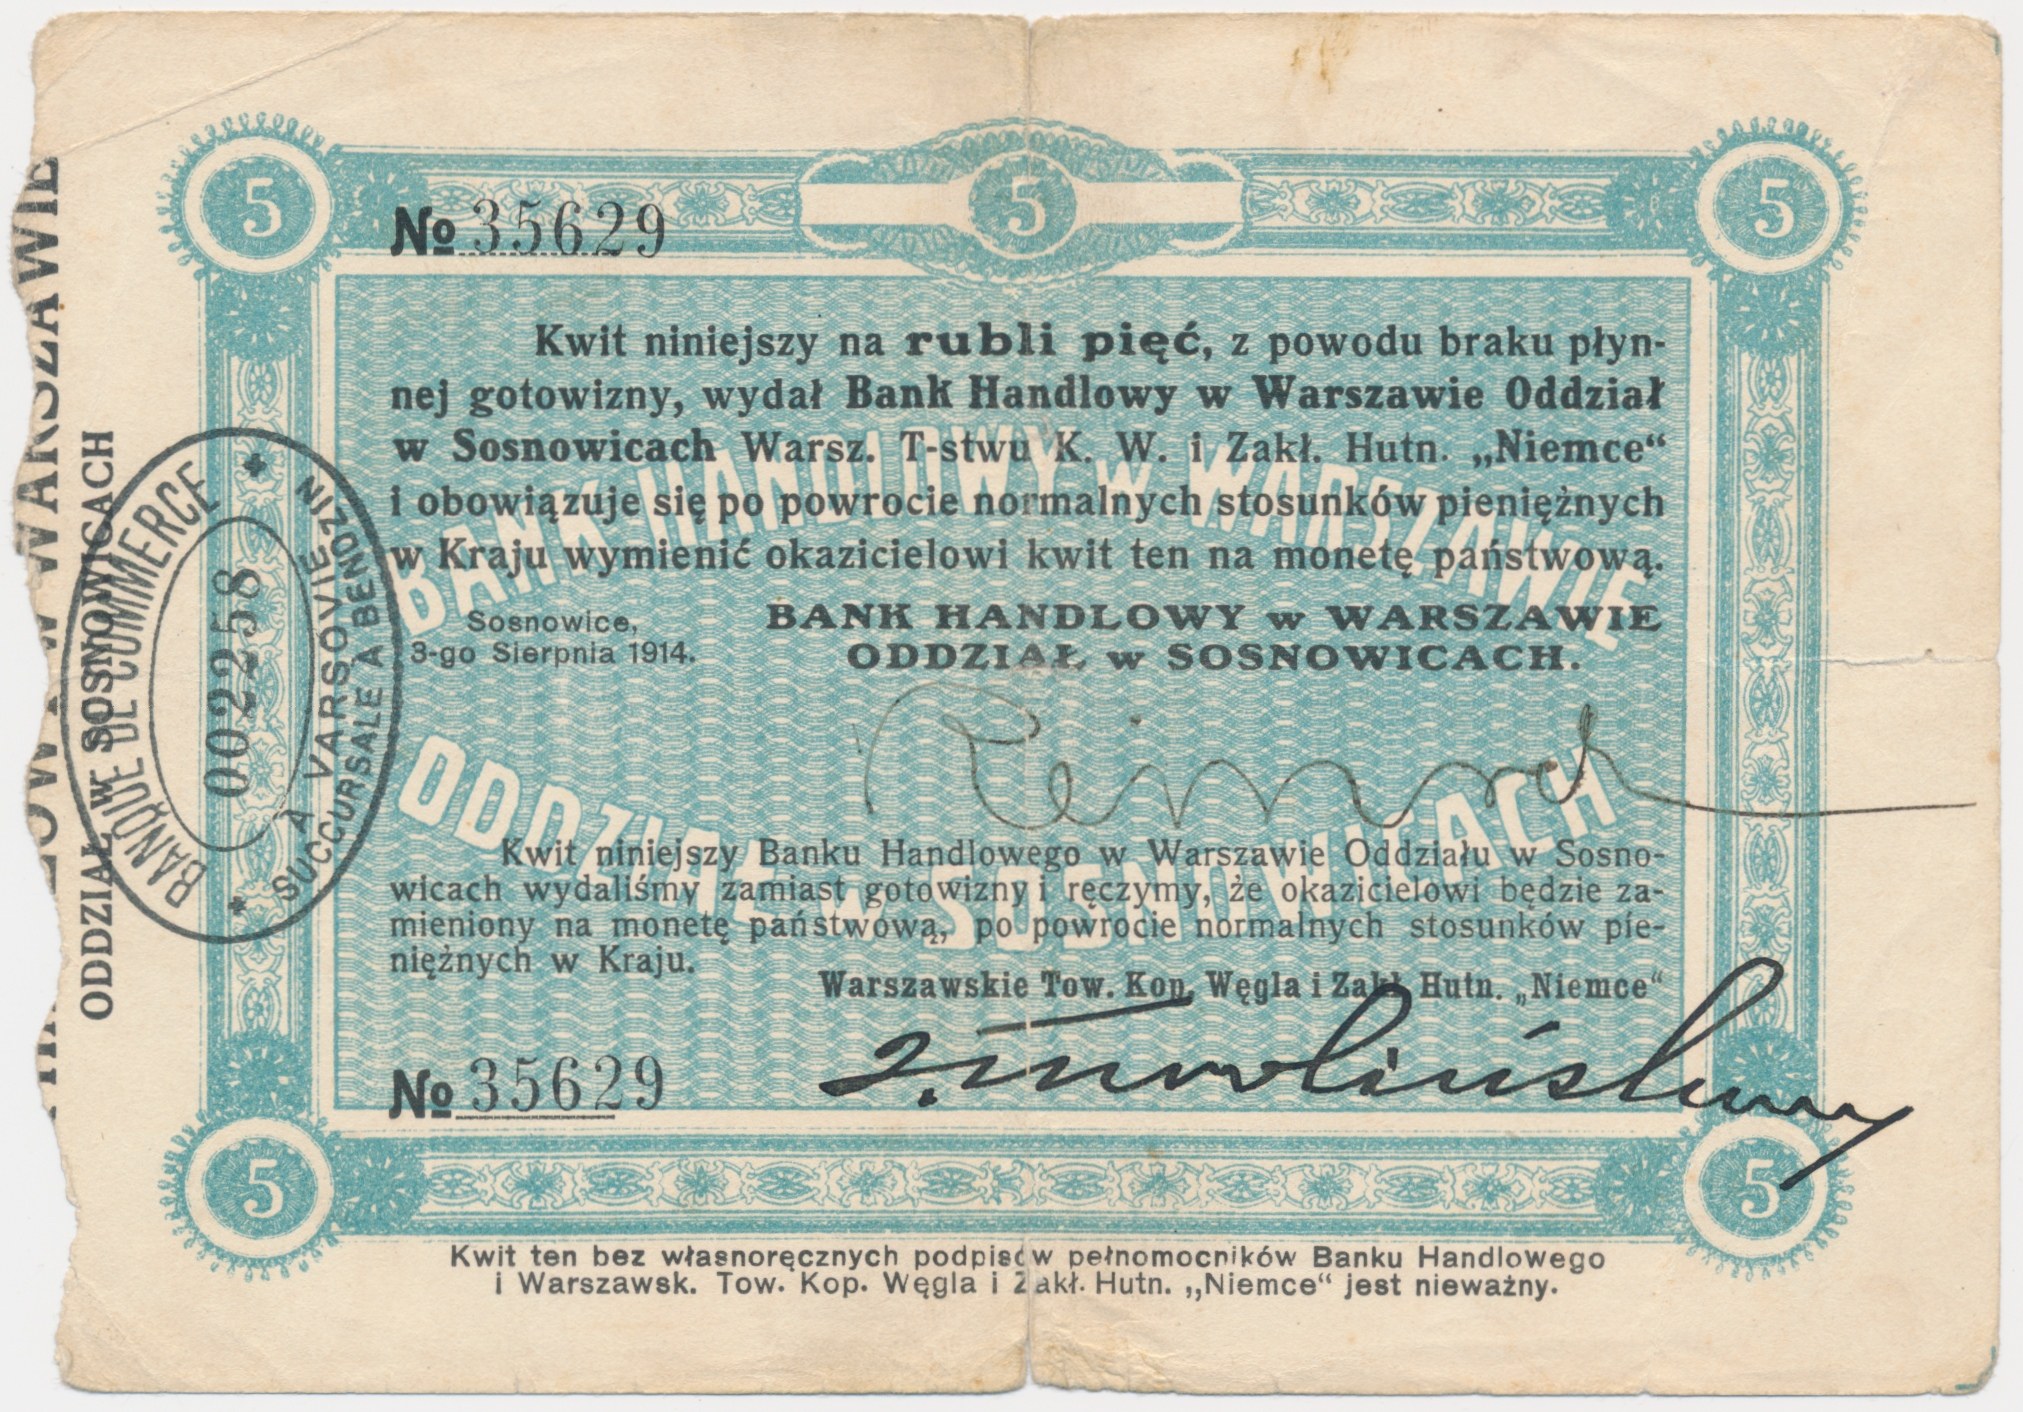 5 5 5
No 35629
Kwit niniejszy na rubli pięć, z powodu braku płyn-
nej gotowizny, wydał Bank Handlowy w Warszawie Oddział
w Sosnowicach Warsz. T-stwu K. W. i Zakł. Hutn. „Niemce“
i obowiązuje się po powrocie normalnych stosunków pieniężnych
w Kraju wymienić okazicielowi kwit ten na monetę państwową.
Sosnowice,
3-go Sierpnia 1914.
BANK HANDLOWY w WARSZAWIE
ODDZIAŁ w SOSNOWICACH.
BANK HANDLOWY w WARSZAWIE
ODDZIAŁ w SOSNOWICACH
Kwit niniejszy Banku Handlowego w Warszawie Oddziału w Sosno-
wicach wydaliśmy zamiast gotowizny i ręczymy, że okazicielowi będzie za-
mieniony na monetę państwową, po powrocie normalnych stosunków pie-
niężnych w Kraju.
Warszawskie Tow. Kop. Węgla i Zakł. Hutn. „Niemce“
No 35629
5 5
Kwit ten bez własnoręcznych podpisów pełnomocników Banku Handlowego
i Warszawsk. Tow. Kop. Węgla i Zakł. Hutn. „Niemce“ jest nieważny.
w WARSZAWIE
ODDZIAŁ w SOSNOWICACH
BANQUE DE COMMERCE
002258
À VARSOVIE
SUCCURSALE À BENDZIN